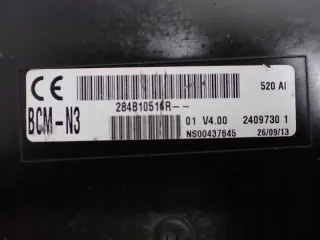 CE
520 AI
284B10514R--
BCM-N3
01 V4.00 2409730 1
NS00437645 26/09/13